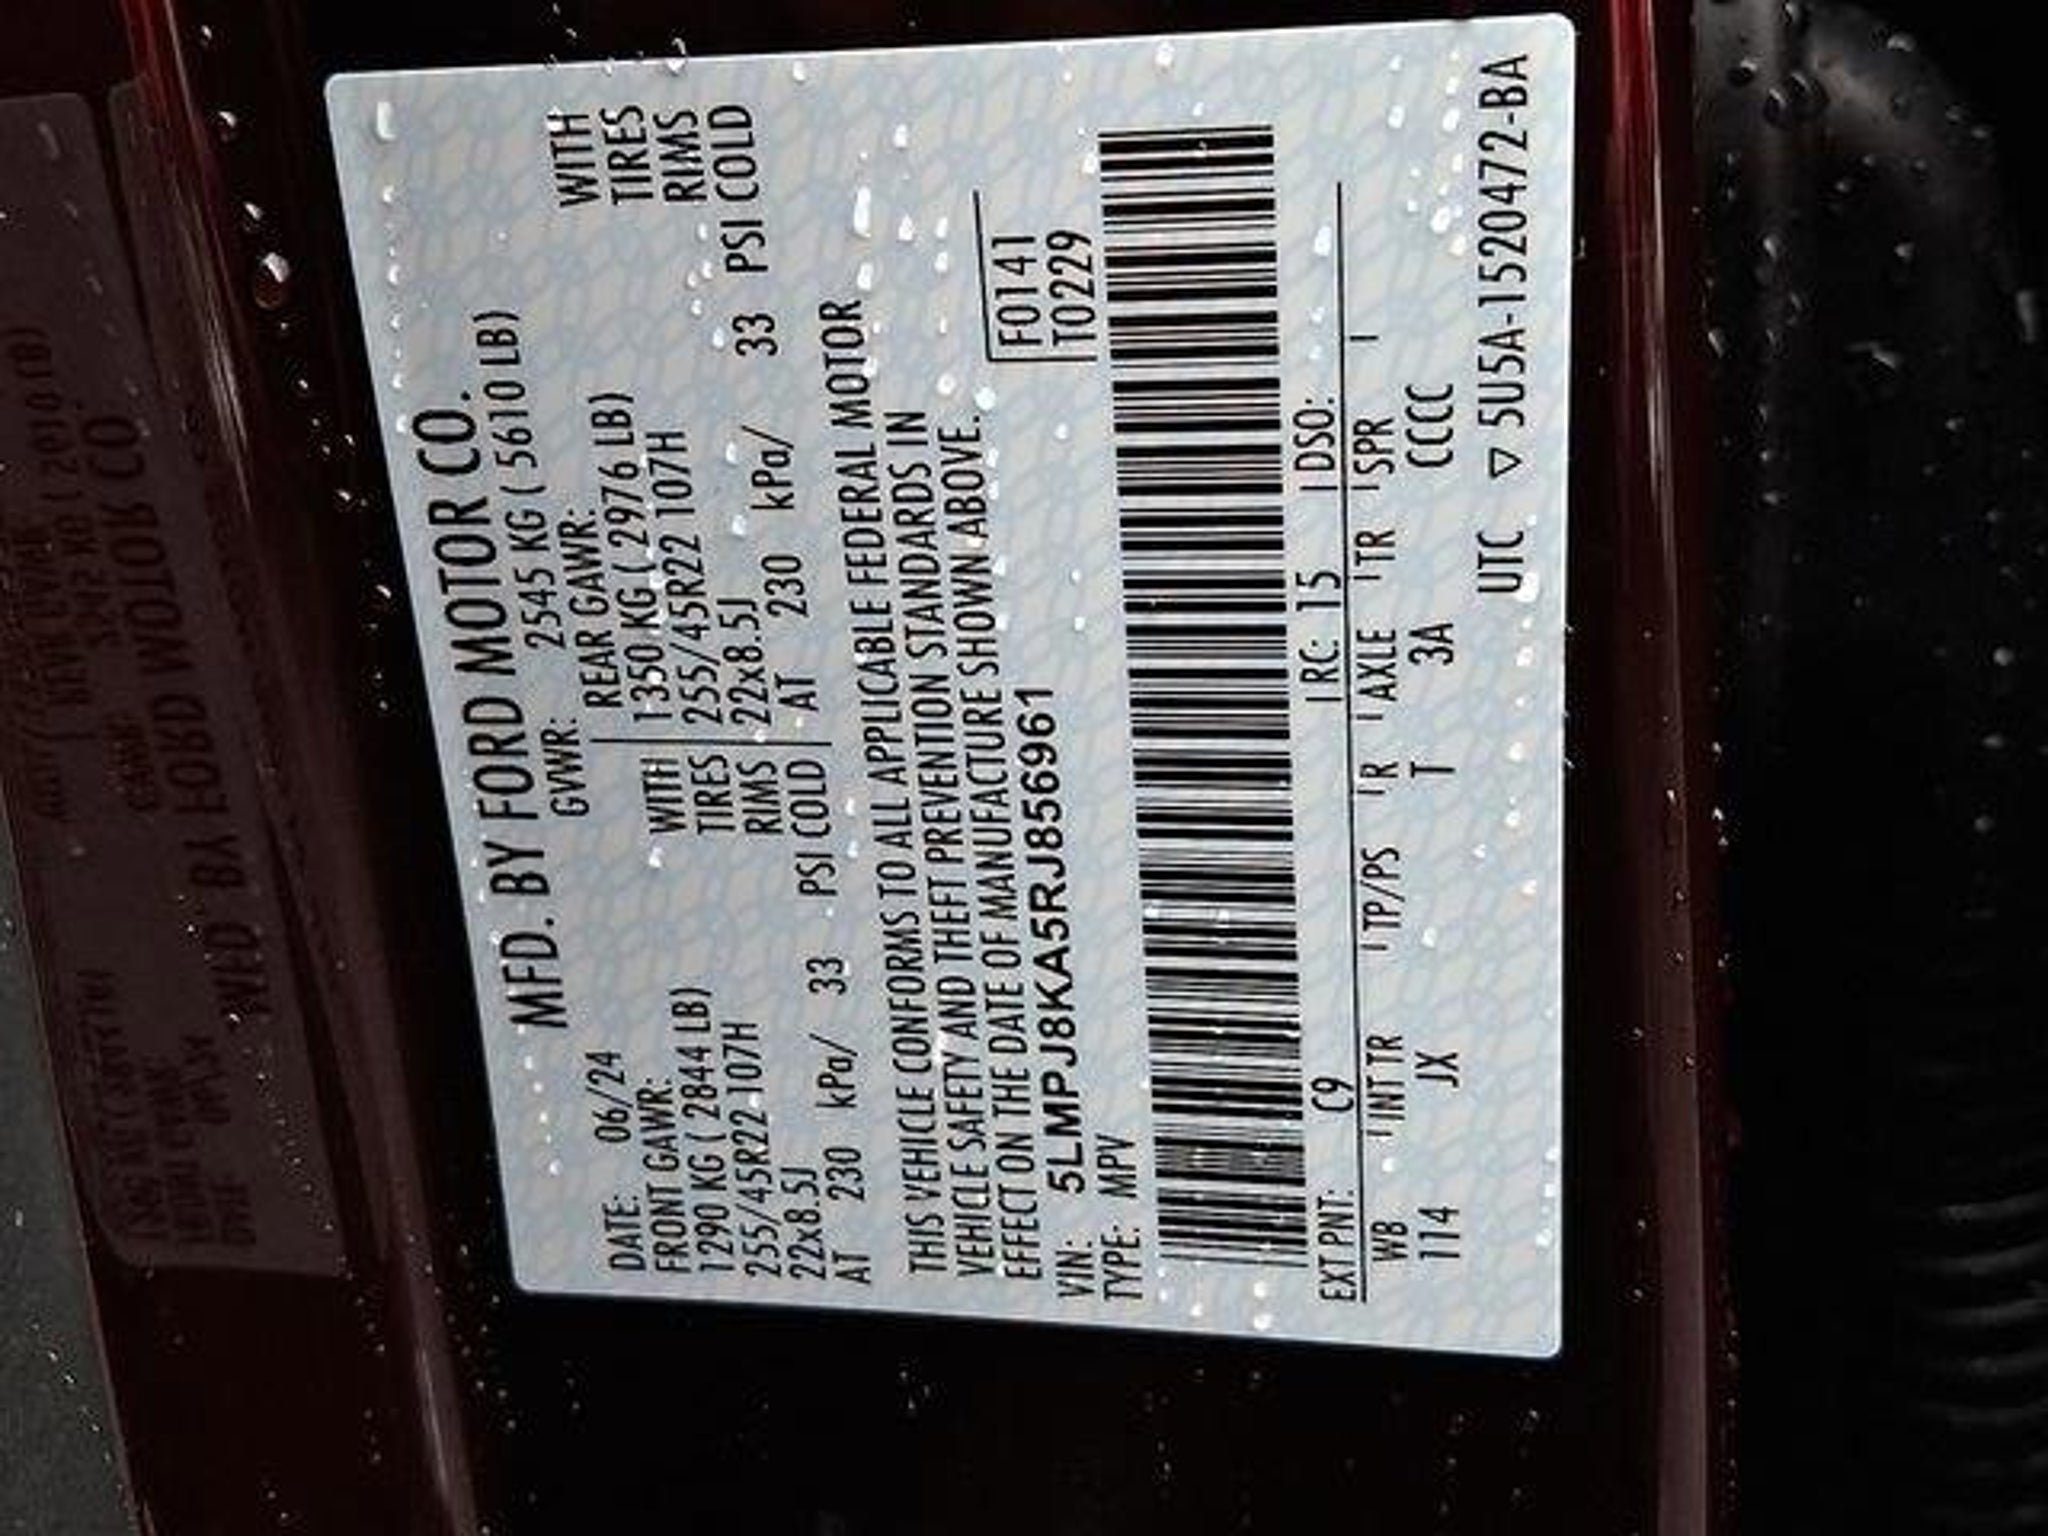 MFD. BY FORD MOTOR CO.
DATE: 06/24 GVWR: 2545 KG ( 5610 LB)
FRONT GAWR: REAR GAWR:
1290 KG ( 2844 LB) WITH 1350 KG ( 2976 LB) WITH
255/45R22 107H TIRES 255/45R22 107H TIRES
22x8.5J RIMS 22x8.5J RIMS
AT 230 kPa/ 33 PSI COLD AT 230 kPa/ 33 PSI COLD
THIS VEHICLE CONFORMS TO ALL APPLICABLE FEDERAL MOTOR
VEHICLE SAFETY AND THEFT PREVENTION STANDARDS IN
EFFECT ON THE DATE OF MANUFACTURE SHOWN ABOVE.
VIN: 5LMPJ8KA5RJ856961 F0141
TYPE: MPV T0229
EXT PNT: C9 RC: 15 DSO:
WB INT TR TP/PS R AXLE TR SPR
114 JX T 3A CCCC
UTC ▽ 5U5A-1520472-BA